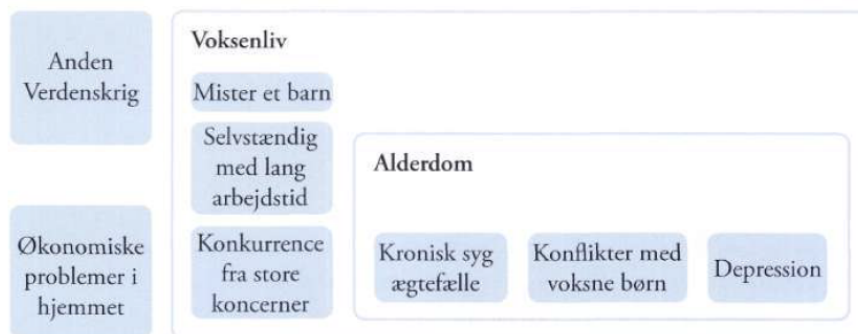 Anden
Verdenskrig
Økonomiske
problemer i
hjemmet
Voksenliv
Mister et barn
Selvstændig
med lang
arbejdstid
Konkurrence
fra store
koncerner
Alderdom
Kronisk syg
ægtefælle
Konflikter med
voksne børn
Depression